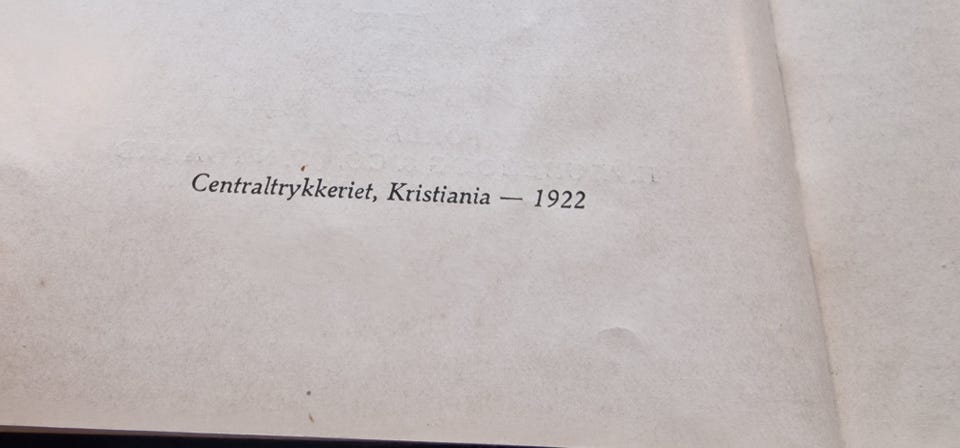 Centraltrykkeriet, Kristiania — 1922